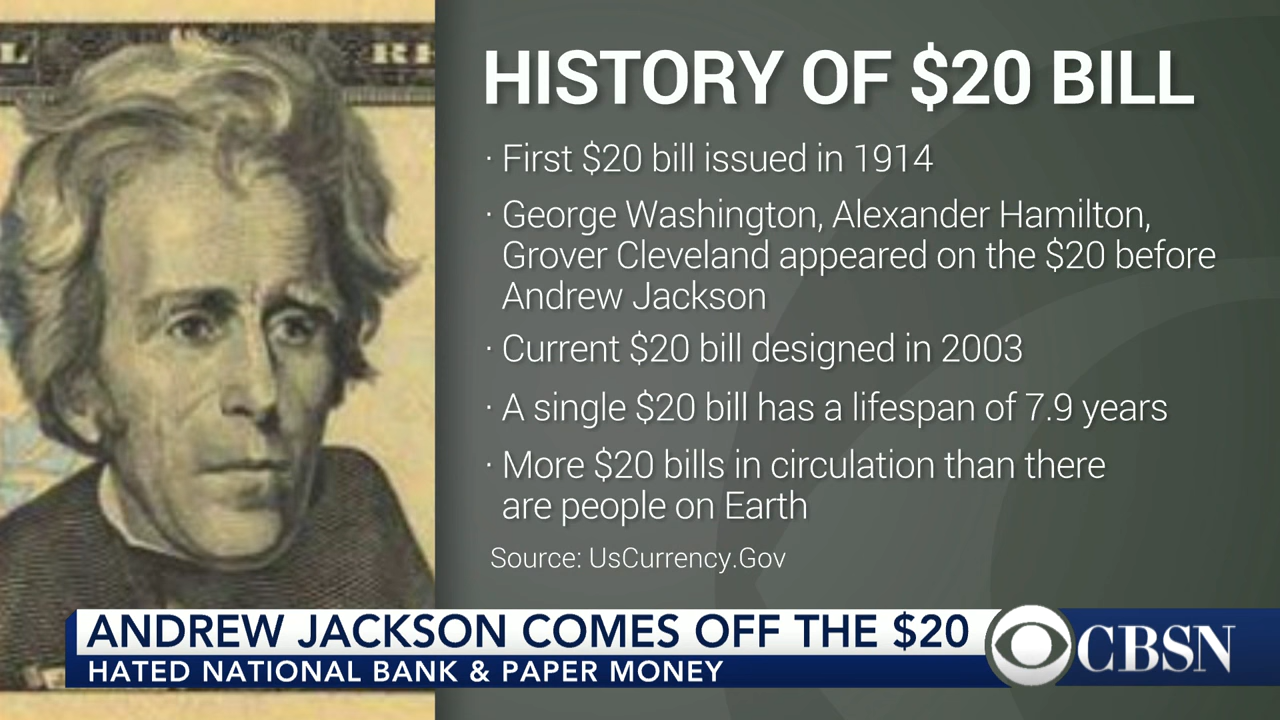 L
RE
HISTORY OF $20 BILL
· First $20 bill issued in 1914
· George Washington, Alexander Hamilton,
Grover Cleveland appeared on the $20 before
Andrew Jackson
· Current $20 bill designed in 2003
· A single $20 bill has a lifespan of 7.9 years
· More $20 bills in circulation than there
are people on Earth
Source: UsCurrency.Gov
ANDREW JACKSON COMES OFF THE $20
HATED NATIONAL BANK & PAPER MONEY
CBSN